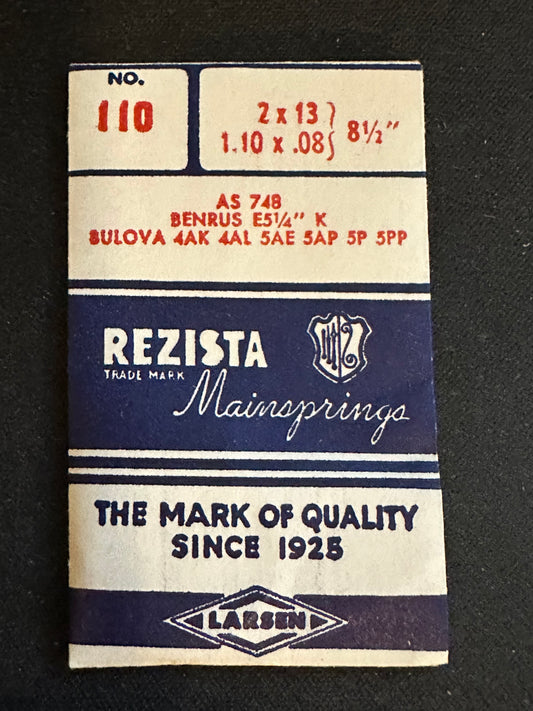 NO.
110
2 x 13
1.10 x .08 } 8½"
AS 748
BENRUS E5¼" K
BULOVA 4AK 4AL 5AE 5AP 5P 5PP
REZISTA
TRADE MARK
Mainsprings
THE MARK OF QUALITY
SINCE 1925
LARSEN